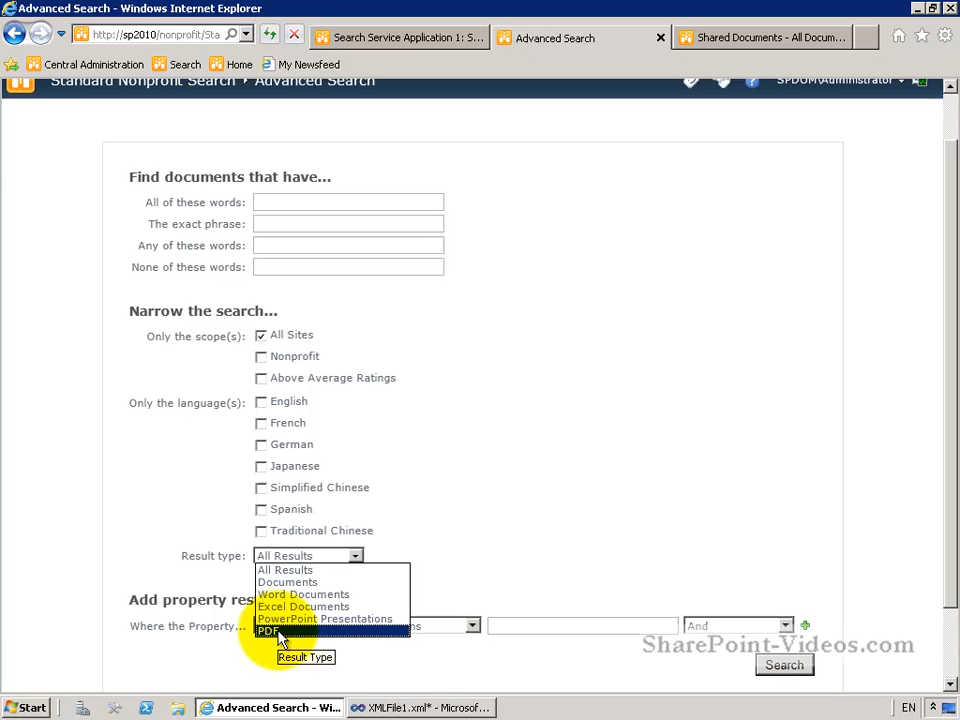 Advanced Search - Windows Internet Explorer
http://sp2010/nonprofit/Sta
Search Service Application 1: S...
Advanced Search
Shared Documents - All Docum...
Central Administration
Search
Home
My Newsfeed
Standard Nonprofit Search
Advanced Search
SPDOM\Administrator
Find documents that have...
All of these words:
The exact phrase:
Any of these words:
None of these words:
Narrow the search...
Only the scope(s):
All Sites
Nonprofit
Above Average Ratings
Only the language(s):
English
French
German
Japanese
Simplified Chinese
Spanish
Traditional Chinese
Result type:
All Results
All Results
Documents
Word Documents
Excel Documents
PowerPoint Presentations
PDF
Result Type
Add property res
Where the Property...
And
SharePoint-Videos.com
Search
Start
Advanced Search - Wi...
XMLFile1.xml* - Microsof...
EN